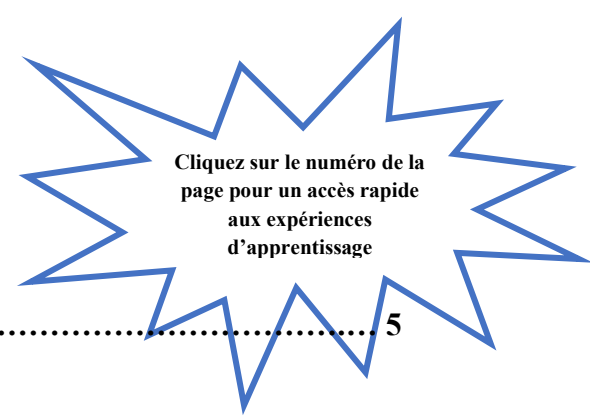 Cliquez sur le numéro de la
page pour un accès rapide
aux expériences
d’apprentissage
........................................ 5